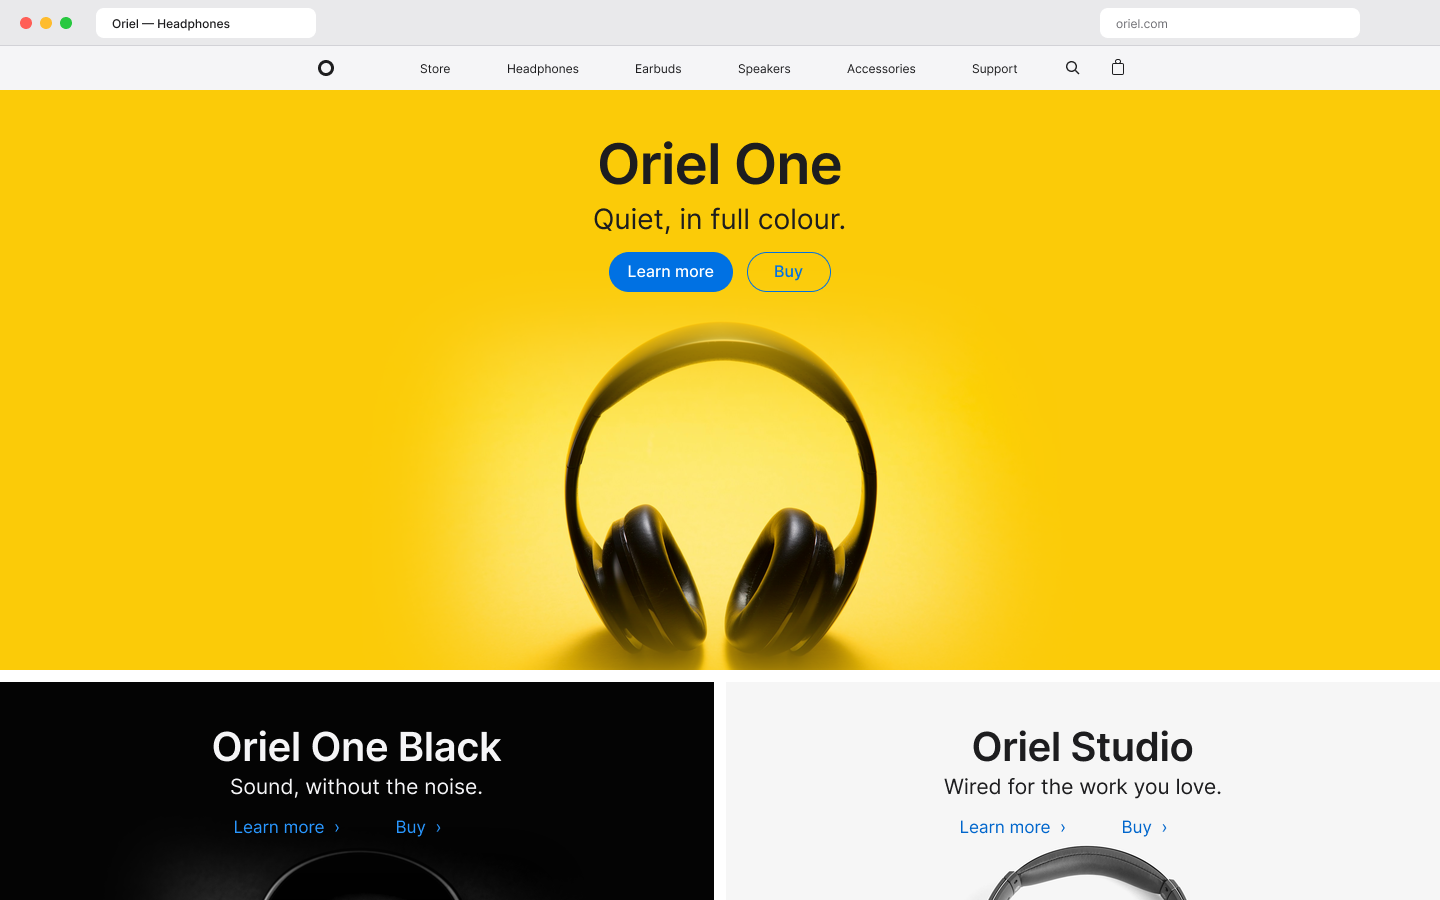 Oriel — Headphones
oriel.com
Store
Headphones
Earbuds
Speakers
Accessories
Support
Oriel One
Quiet, in full colour.
Learn more
Buy
Oriel One Black
Sound, without the noise.
Learn more ›
Buy ›
Oriel Studio
Wired for the work you love.
Learn more ›
Buy ›